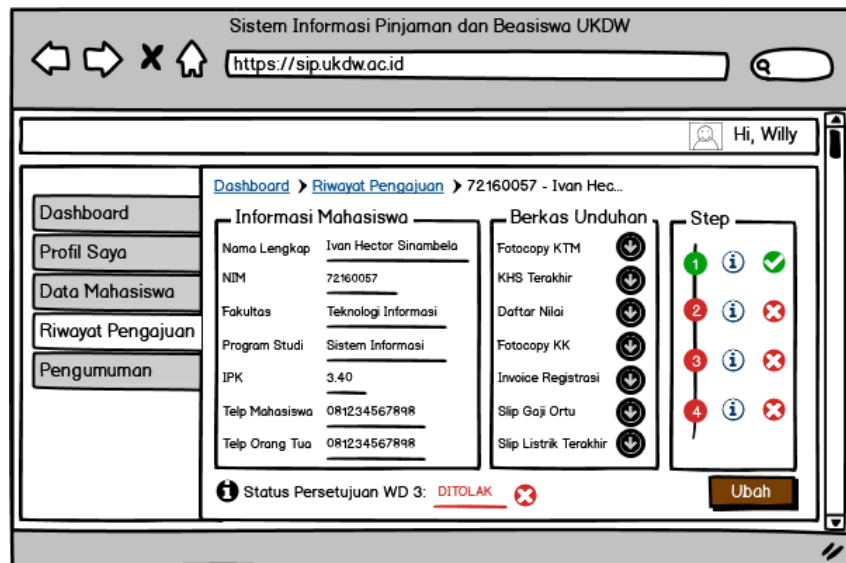 Sistem Informasi Pinjaman dan Beasiswa UKDW
https://sip.ukdw.ac.id
Hi, Willy
Dashboard
Profil Saya
Data Mahasiswa
Riwayat Pengajuan
Pengumuman
Dashboard > Riwayat Pengajuan > 72160057 - Ivan Hec...
Informasi Mahasiswa
Nama Lengkap Ivan Hector Sinambela
NIM 72160057
Fakultas Teknologi Informasi
Program Studi Sistem Informasi
IPK 3.40
Telp Mahasiswa 081234567898
Telp Orang Tua 081234567898
Berkas Unduhan
Fotocopy KTM
KHS Terakhir
Daftar Nilai
Fotocopy KK
Invoice Registrasi
Slip Gaji Ortu
Slip Listrik Terakhir
Step
1
2
3
4
Status Persetujuan WD 3: DITOLAK
Ubah